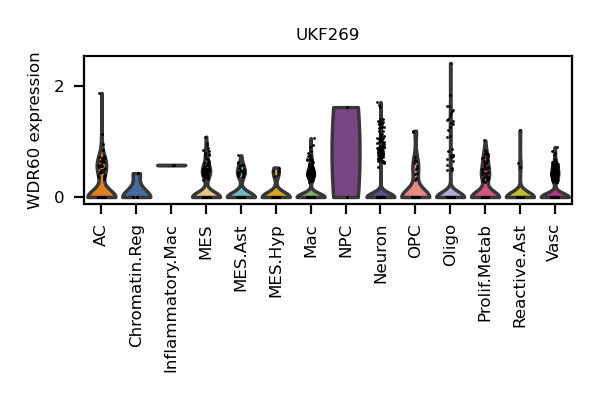 UKF269
WDR60 expression
2
0
AC
Chromatin.Reg
Inflammatory.Mac
MES
MES.Ast
MES.Hyp
Mac
NPC
Neuron
OPC
Oligo
Prolif.Metab
Reactive.Ast
Vasc